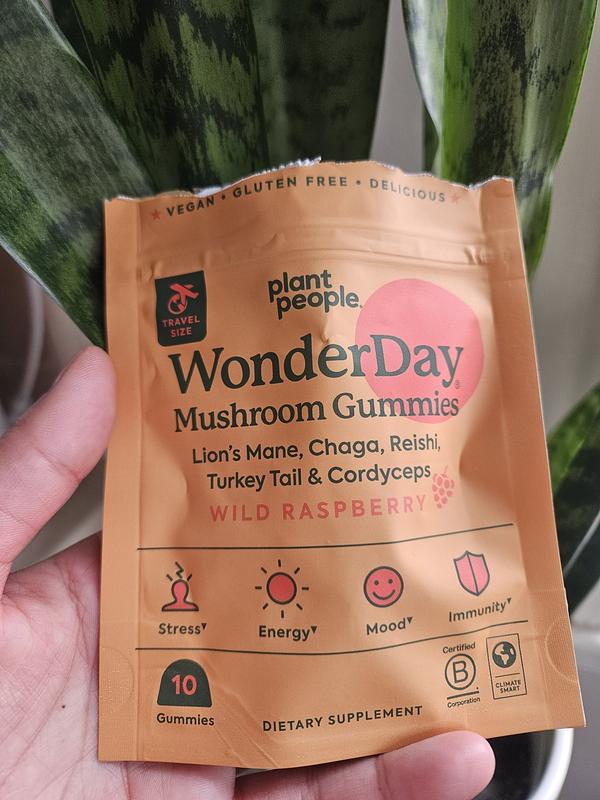 ★ VEGAN • GLUTEN FREE • DELICIOUS ★
TRAVEL
SIZE
plant
people.
WonderDay®
Mushroom Gummies
Lion's Mane, Chaga, Reishi,
Turkey Tail & Cordyceps
WILD RASPBERRY
Stress▼
Energy▼
Mood▼
Immunity▼
10
Gummies
DIETARY SUPPLEMENT
Certified
B
Corporation
CLIMATE
SMART